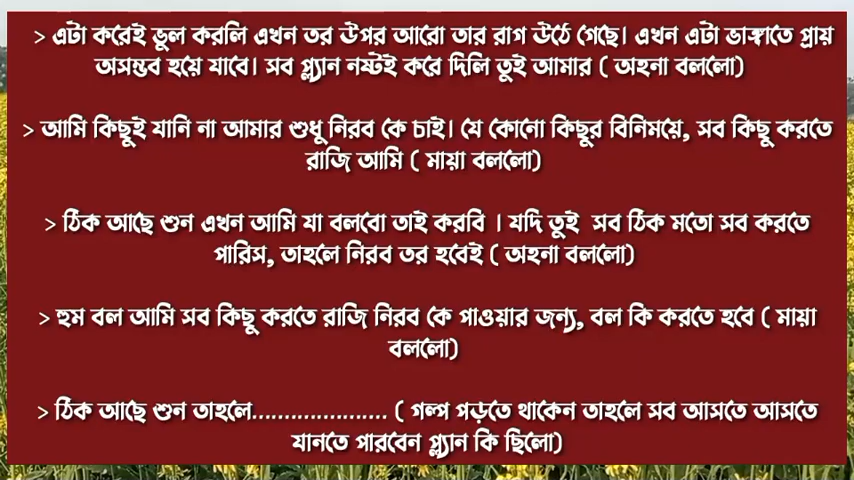 > এটা করেই ভুল করলি এখন তর উপর আরো তার রাগ উঠে গেছে। এখন এটা ভাঙ্গাতে প্রায়
অসম্ভব হয়ে যাবে। সব প্ল্যান নষ্টই করে দিলি তুই আমার ( অহনা বললো)
> আমি কিছুই যানি না আমার শুধু নিরব কে চাই। যে কোনো কিছুর বিনিময়ে, সব কিছু করতে
রাজি আমি ( মায়া বললো)
> ঠিক আছে শুন এখন আমি যা বলবো তাই করবি । যদি তুই সব ঠিক মতো সব করতে
পারিস, তাহলে নিরব তর হবেই ( অহনা বললো)
> হুম বল আমি সব কিছু করতে রাজি নিরব কে পাওয়ার জন্য, বল কি করতে হবে ( মায়া
বললো)
> ঠিক আছে শুন তাহলে..................... ( গল্প পড়তে থাকেন তাহলে সব আসতে আসতে
যানতে পারবেন প্ল্যান কি ছিলো)